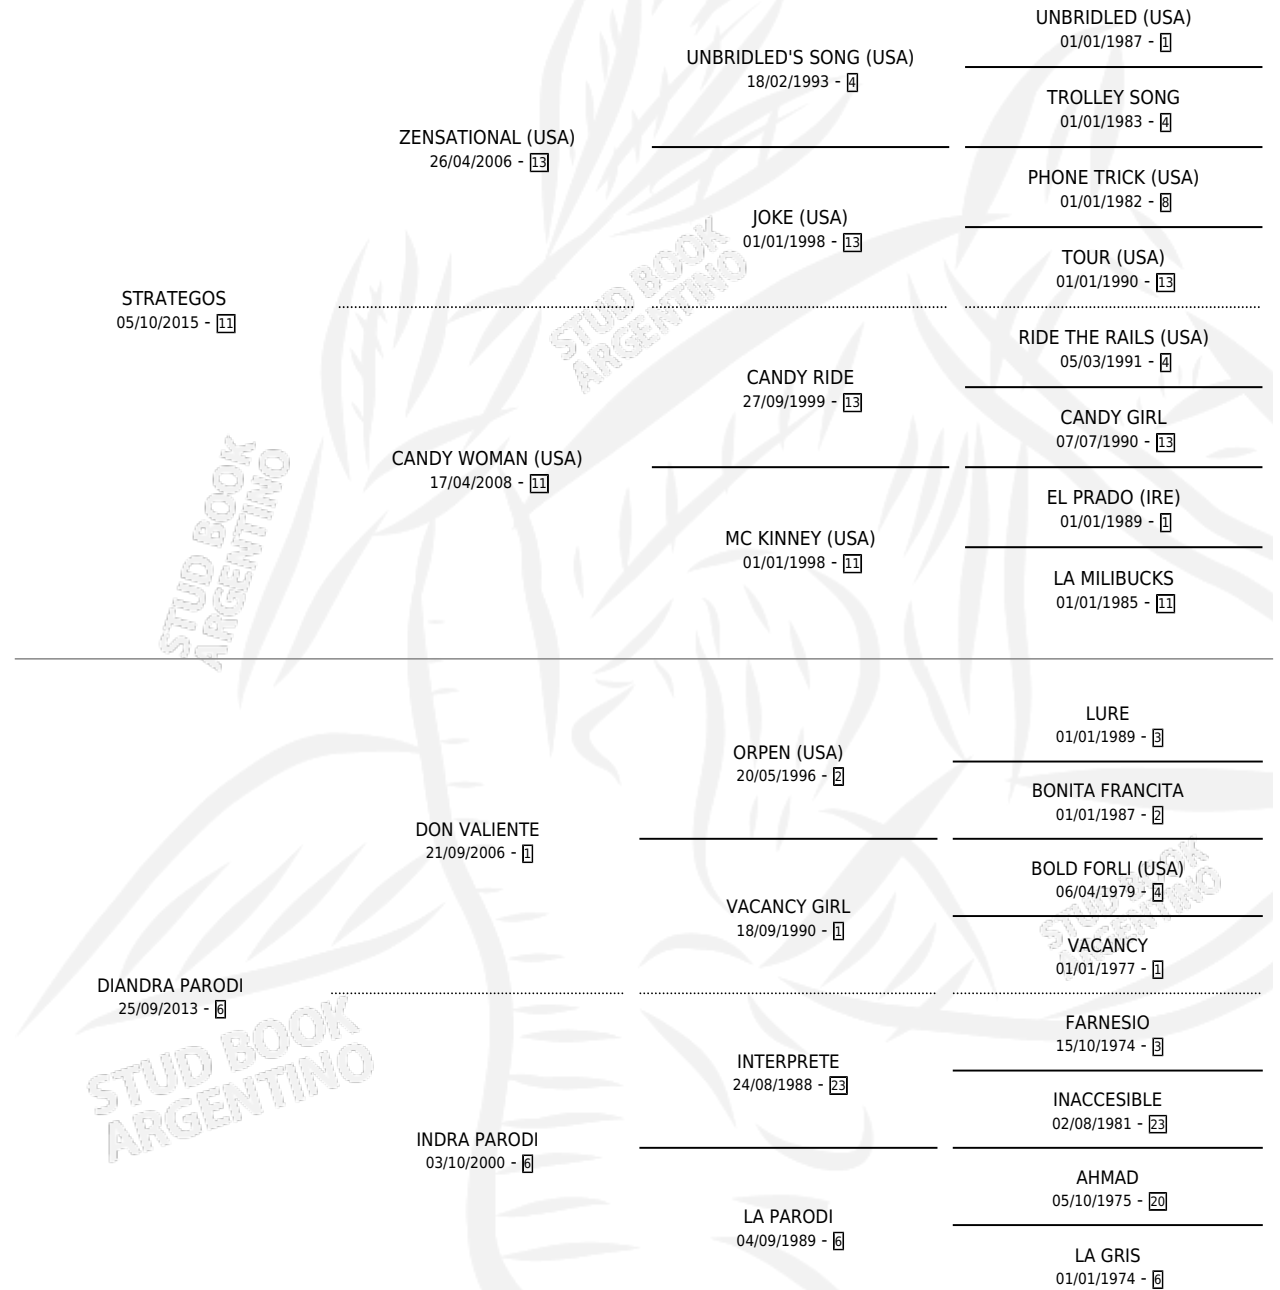 UNBRIDLED (USA)
01/01/1987 - 1
UNBRIDLED'S SONG (USA)
18/02/1993 - 4
TROLLEY SONG
01/01/1983 - 4
ZENSATIONAL (USA)
26/04/2006 - 13
PHONE TRICK (USA)
01/01/1982 - 8
JOKE (USA)
01/01/1998 - 13
TOUR (USA)
01/01/1990 - 13
STRATEGOS
05/10/2015 - 11
RIDE THE RAILS (USA)
05/03/1991 - 4
CANDY RIDE
27/09/1999 - 13
CANDY GIRL
07/07/1990 - 13
CANDY WOMAN (USA)
17/04/2008 - 11
EL PRADO (IRE)
01/01/1989 - 1
MC KINNEY (USA)
01/01/1998 - 11
LA MILIBUCKS
01/01/1985 - 11
LURE
01/01/1989 - 3
ORPEN (USA)
20/05/1996 - 2
BONITA FRANCITA
01/01/1987 - 2
DON VALIENTE
21/09/2006 - 1
BOLD FORLI (USA)
06/04/1979 - 4
VACANCY GIRL
18/09/1990 - 1
VACANCY
01/01/1977 - 1
DIANDRA PARODI
25/09/2013 - 6
FARNESIO
15/10/1974 - 3
INTERPRETE
24/08/1988 - 23
INACCESIBLE
02/08/1981 - 23
INDRA PARODI
03/10/2000 - 6
AHMAD
05/10/1975 - 20
LA PARODI
04/09/1989 - 6
LA GRIS
01/01/1974 - 6
STUD BOOK
ARGENTINO
STUD BOOK
ARGENTINO
STUD BOOK
ARGENTINO
STUD BOOK
ARGENTINO